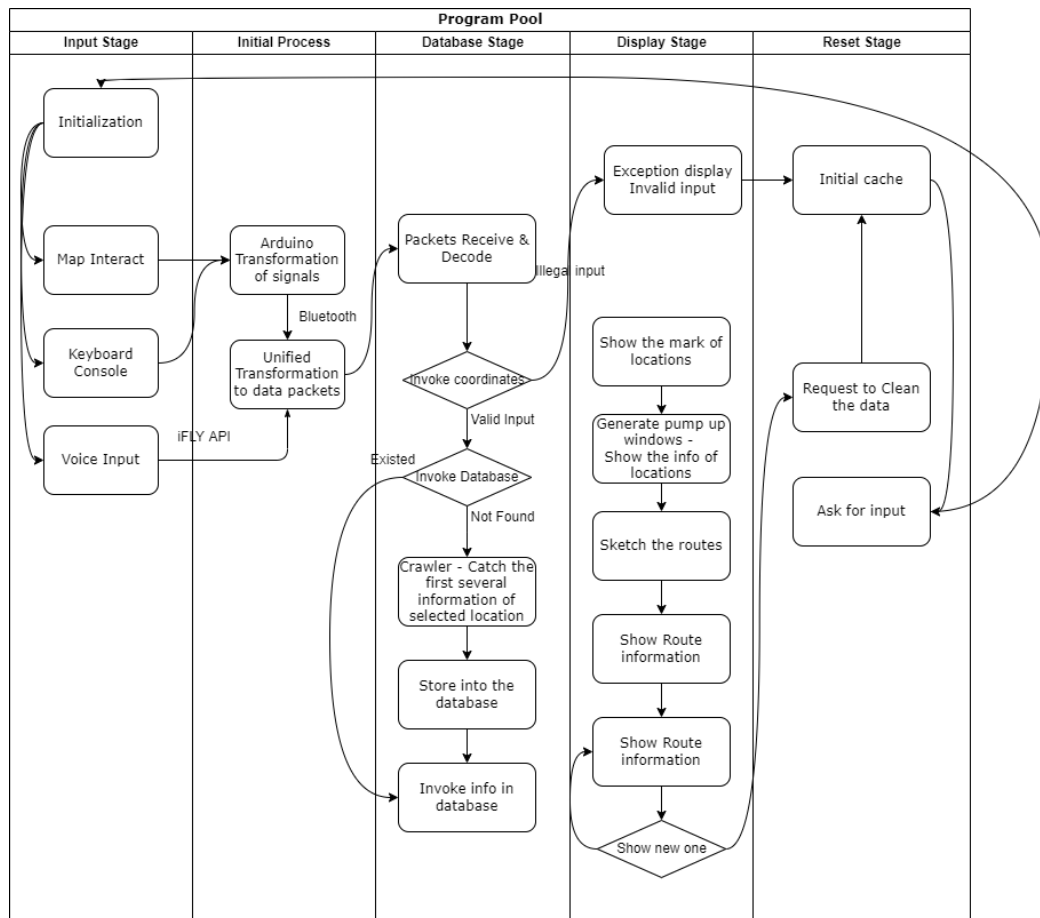 Program Pool
Input Stage
Initial Process
Database Stage
Display Stage
Reset Stage
Initialization
Map Interact
Keyboard
Console
Voice Input
iFLY API
Arduino
Transformation
of signals
Bluetooth
Unified
Transformation
to data packets
Packets Receive &
Decode
Illegal input
Invoke coordinates
Valid Input
Existed
Invoke Database
Not Found
Crawler - Catch the
first several
information of
selected location
Store into the
database
Invoke info in
database
Exception display
Invalid input
Show the mark of
locations
Generate pump up
windows -
Show the info of
locations
Sketch the routes
Show Route
information
Show Route
information
Show new one
Initial cache
Request to Clean
the data
Ask for input